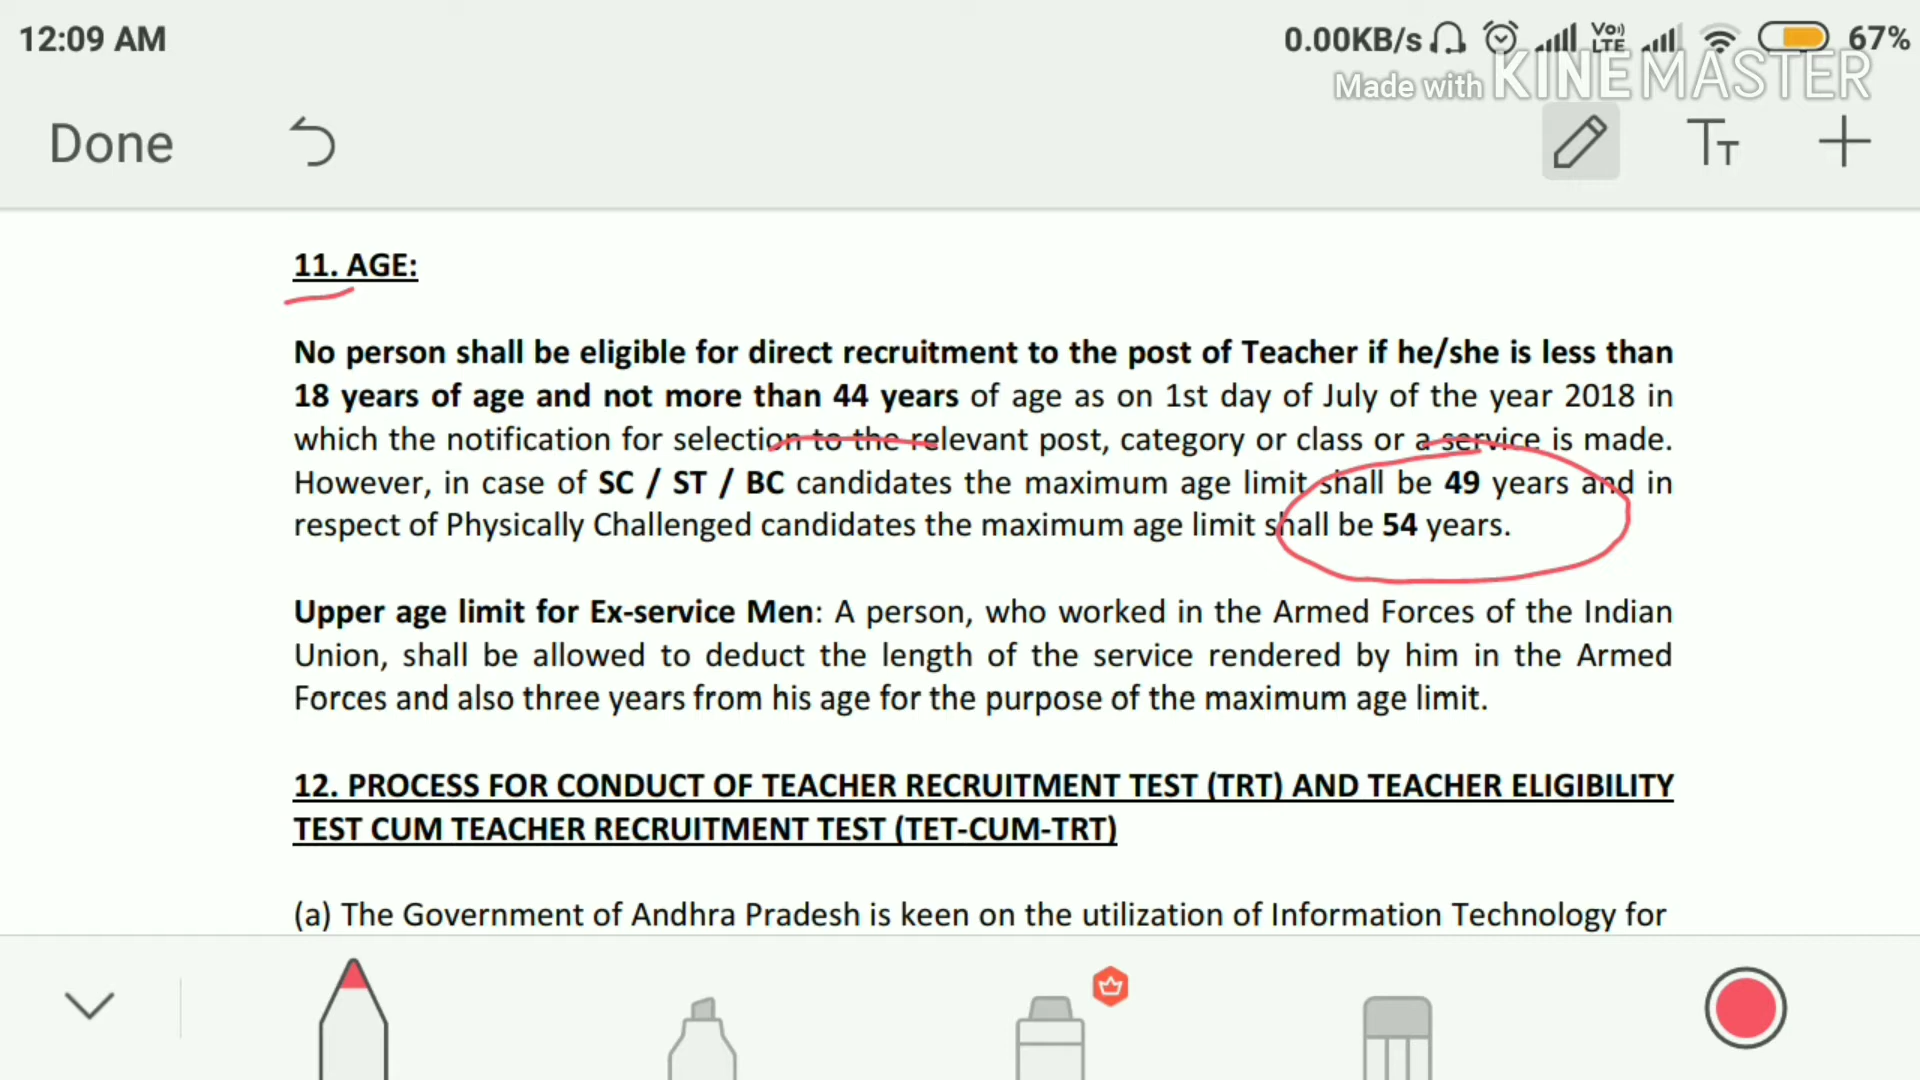 12:09 AM
0.00KB/s Vo) LTE 67%
Made with KINEMASTER
Done TT
11. AGE:
No person shall be eligible for direct recruitment to the post of Teacher if he/she is less than
18 years of age and not more than 44 years of age as on 1st day of July of the year 2018 in
which the notification for selection to the relevant post, category or class or a service is made.
However, in case of SC / ST / BC candidates the maximum age limit shall be 49 years and in
respect of Physically Challenged candidates the maximum age limit shall be 54 years.
Upper age limit for Ex-service Men: A person, who worked in the Armed Forces of the Indian
Union, shall be allowed to deduct the length of the service rendered by him in the Armed
Forces and also three years from his age for the purpose of the maximum age limit.
12. PROCESS FOR CONDUCT OF TEACHER RECRUITMENT TEST (TRT) AND TEACHER ELIGIBILITY
TEST CUM TEACHER RECRUITMENT TEST (TET-CUM-TRT)
(a) The Government of Andhra Pradesh is keen on the utilization of Information Technology for